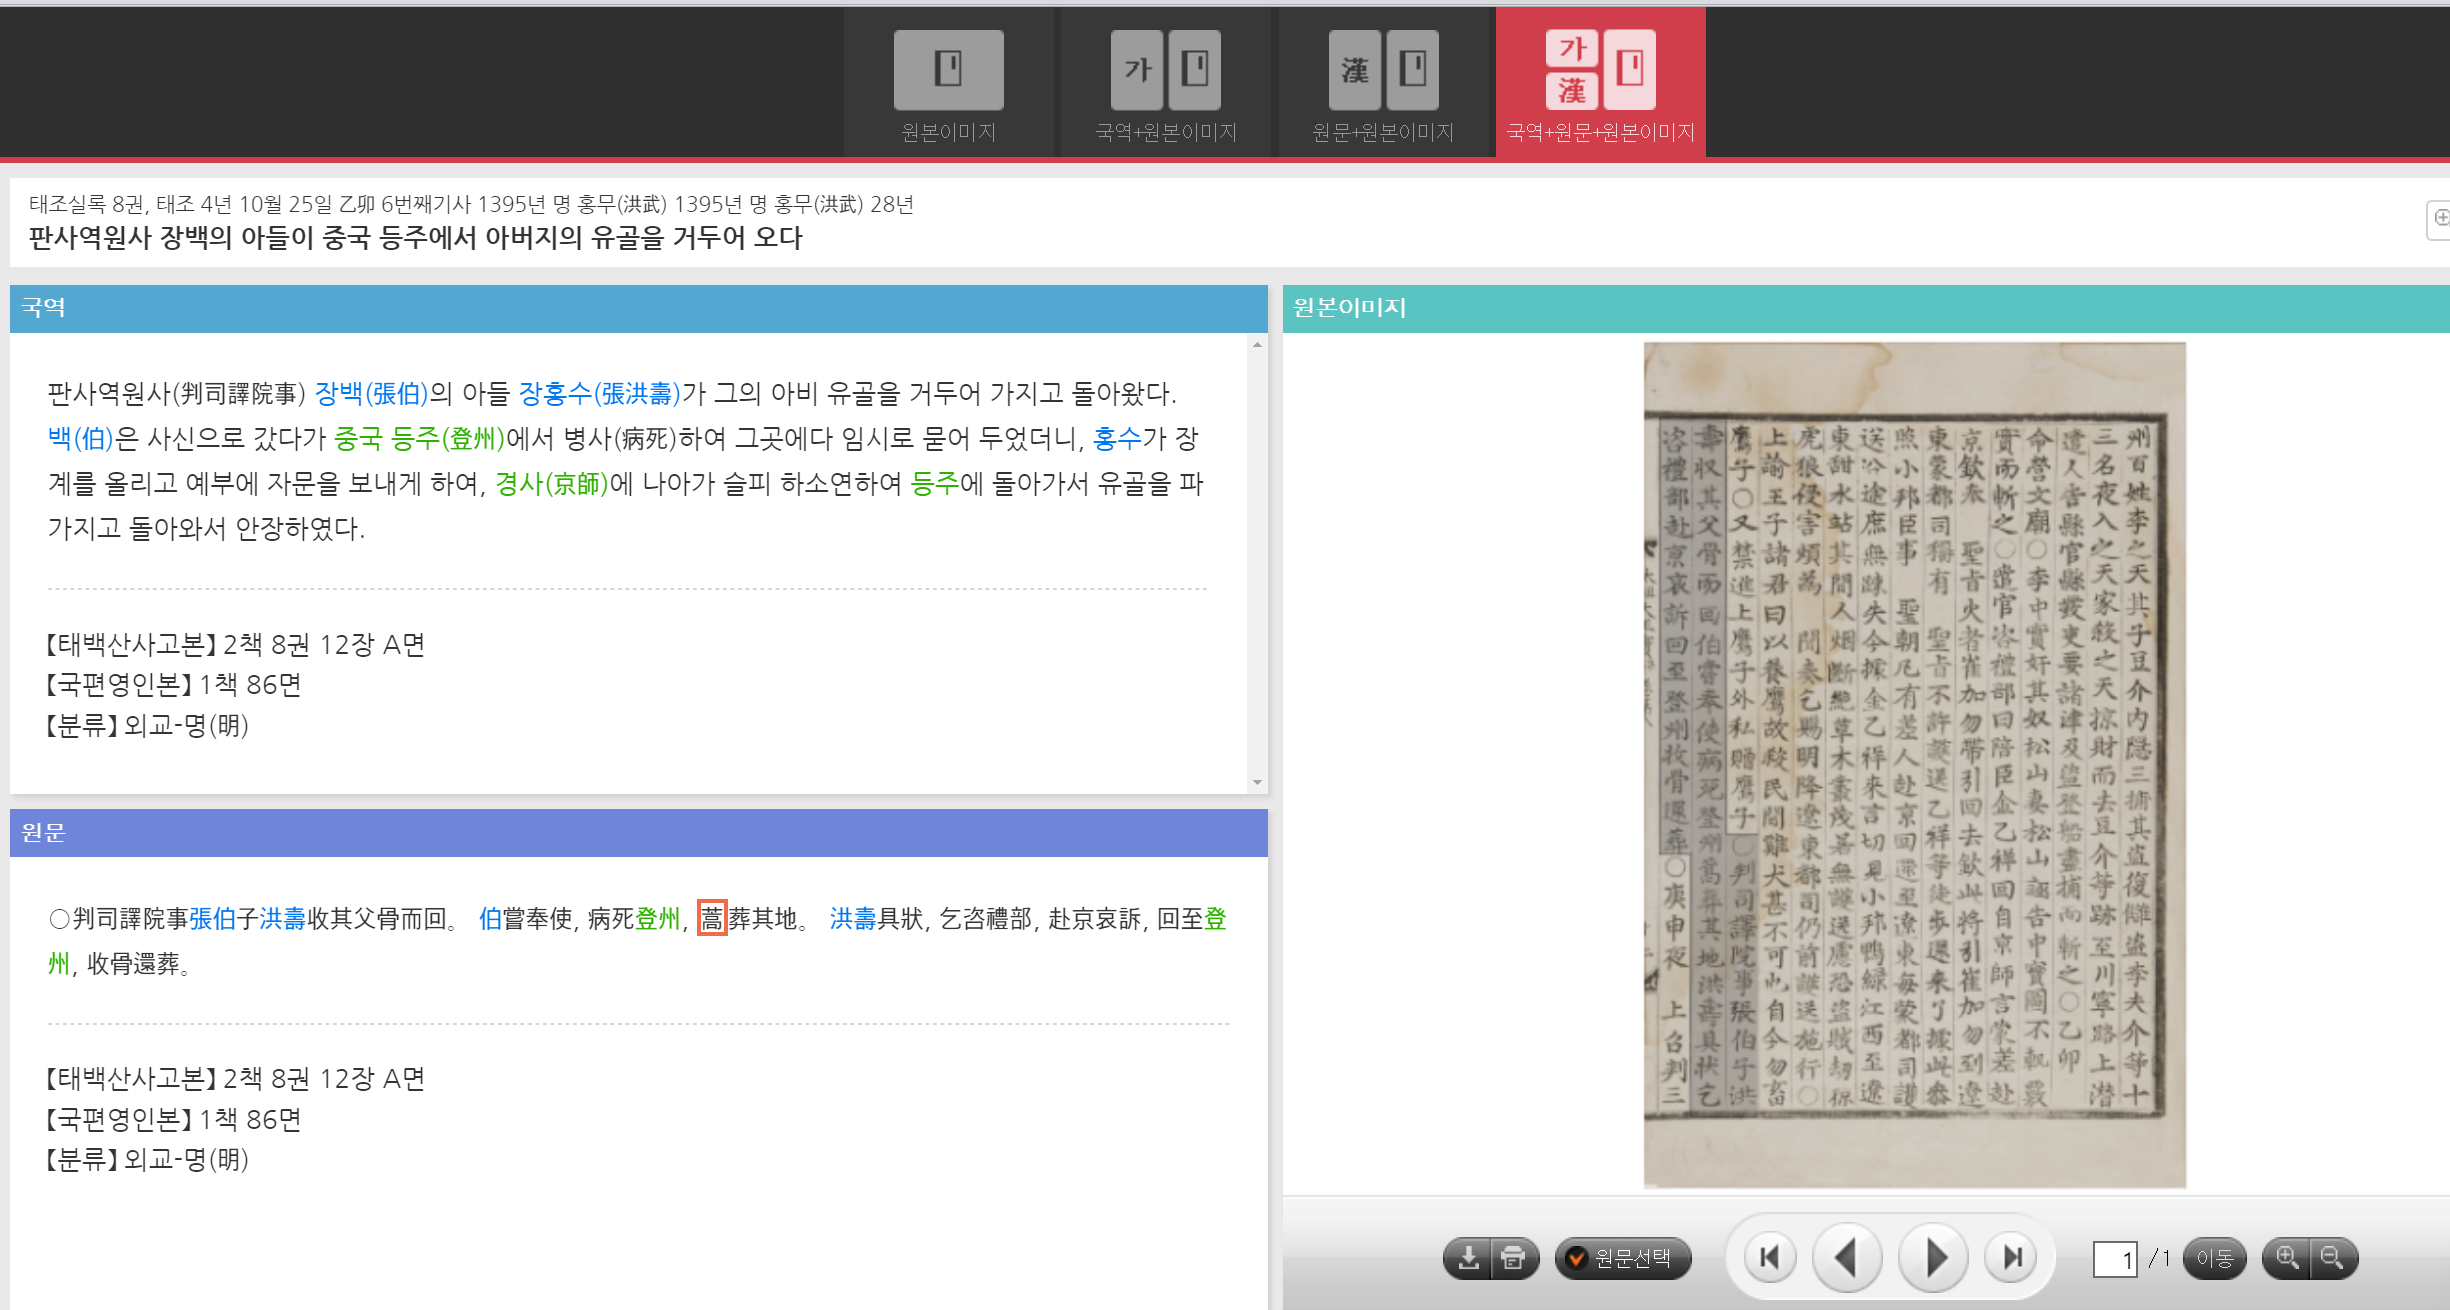 원본이미지
국역+원본이미지
원문+원본이미지
국역+원문+원본이미지
가
漢
가
漢
태조실록 8권, 태조 4년 10월 25일 乙卯 6번째기사 1395년 명 홍무(洪武) 1395년 명 홍무(洪武) 28년
판사역원사 장백의 아들이 중국 등주에서 아버지의 유골을 거두어 오다
국역
판사역원사(判司譯院事) 장백(張伯)의 아들 장홍수(張洪壽)가 그의 아비 유골을 거두어 가지고 돌아왔다.
백(伯)은 사신으로 갔다가 중국 등주(登州)에서 병사(病死)하여 그곳에다 임시로 묻어 두었더니, 홍수가 장
계를 올리고 예부에 자문을 보내게 하여, 경사(京師)에 나아가 슬피 하소연하여 등주에 돌아가서 유골을 파
가지고 돌아와서 안장하였다.
【태백산사고본】 2책 8권 12장 A면
【국편영인본】 1책 86면
【분류】 외교-명(明)
원문
○判司譯院事張伯子洪壽收其父骨而回。 伯嘗奉使, 病死登州, 蒿葬其地。 洪壽具狀, 乞咨禮部, 赴京哀訴, 回至登
州, 收骨還葬。
【태백산사고본】 2책 8권 12장 A면
【국편영인본】 1책 86면
【분류】 외교-명(明)
원본이미지
州百姓李之天其子豆介內隱三擒其盜復讎盜李夫介等十
三名夜入之天家殺之天掠財而去豆介等跡至川寧路上潛
遣人告縣官縣發吏要諸津及盜登船盡捕而斬之○乙卯
命營文廟○李中實奸其奴松山妻松山誣告中實圖不軌覈
實而斬之○遣官咨禮部曰陪臣金乙祥回自京師言蒙差赴
京欽奉 聖旨火者崔加勿帶引回去欽此將引崔加勿到遼
東蒙都司稱有 聖旨不許護送乙祥等徒步還來了據此參
照小邦臣事 聖朝凡有差人赴京回還至遼東每蒙都司護
送沿途庶無踈失今據金乙祥來言切見小邦鴨綠江西至遼
東甜水站其間人烟斷絶草木叢茂若無護送慮恐盜賊劫掠
虎狼侵害頗爲 聞奏乞賜明降遼東都司仍前護送施行○
上諭王子諸君曰以養鷹故殺民間雞犬甚不可也自今勿畜
鷹子○又禁進上鷹子外私贈鷹子○判司譯院事張伯子洪
壽収其父骨而回伯嘗奉使病死登州蒿葬其地洪壽具狀乞
咨禮部赴京哀訴回至登州收骨還葬○庚申夜 上召判三
원문선택
1 /1
이동